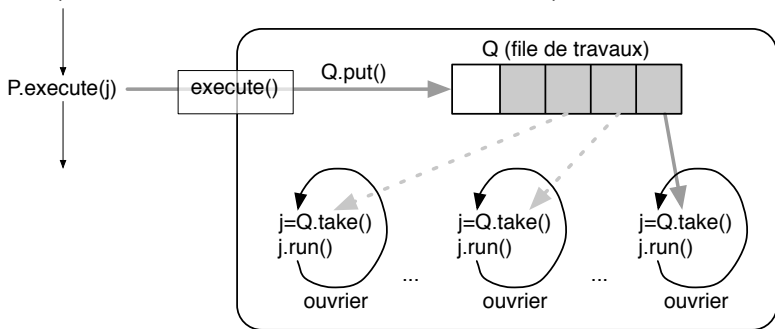 Q (file de travaux)
P.execute(j)
execute()
Q.put()
j=Q.take()
j.run()
ouvrier
...
j=Q.take()
j.run()
ouvrier
...
j=Q.take()
j.run()
ouvrier